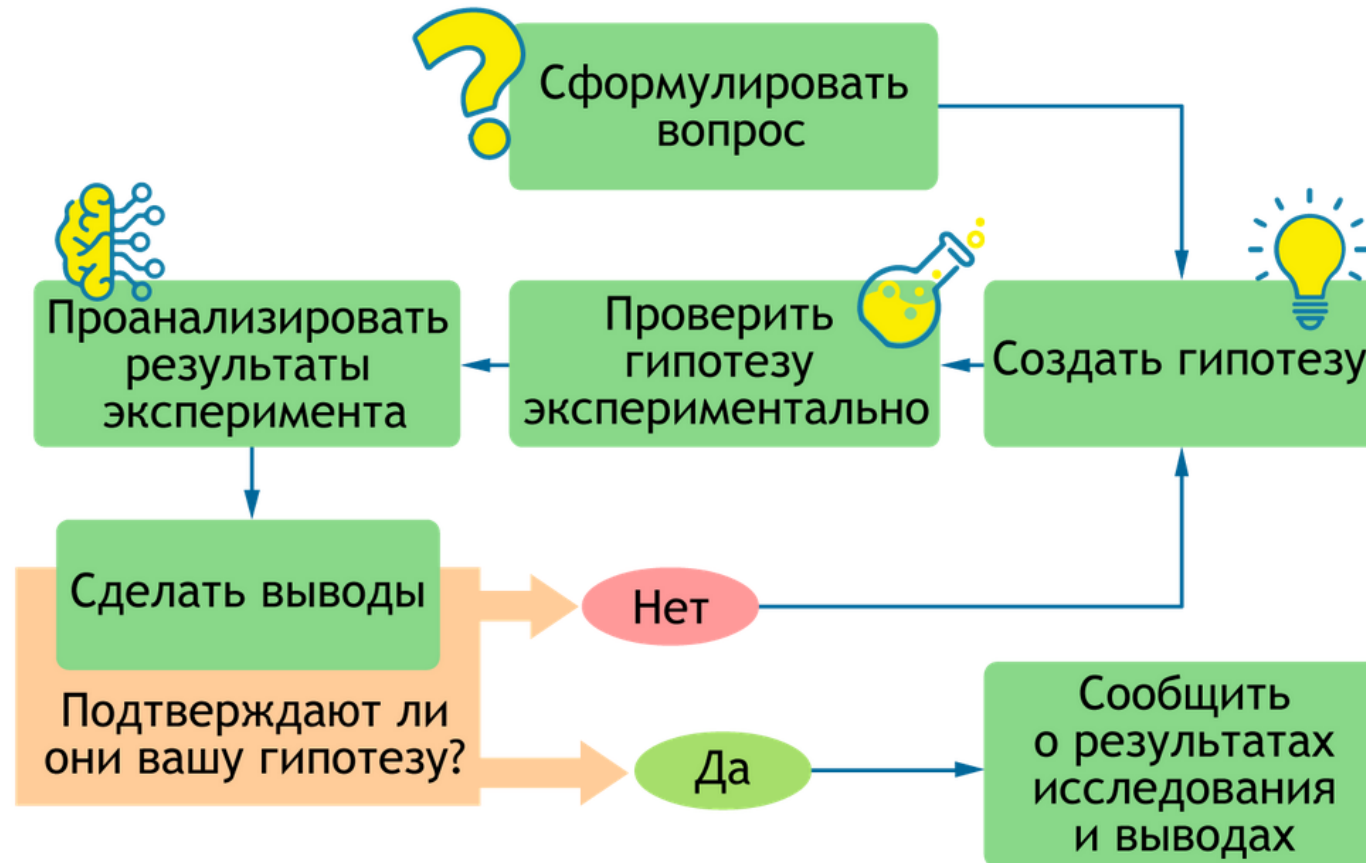 Сформулировать
вопрос
Создать гипотезу
Проверить
гипотезу
экспериментально
Проанализировать
результаты
эксперимента
Сделать выводы
Подтверждают ли
они вашу гипотезу?
Нет
Да
Сообщить
о результатах
исследования
и выводах